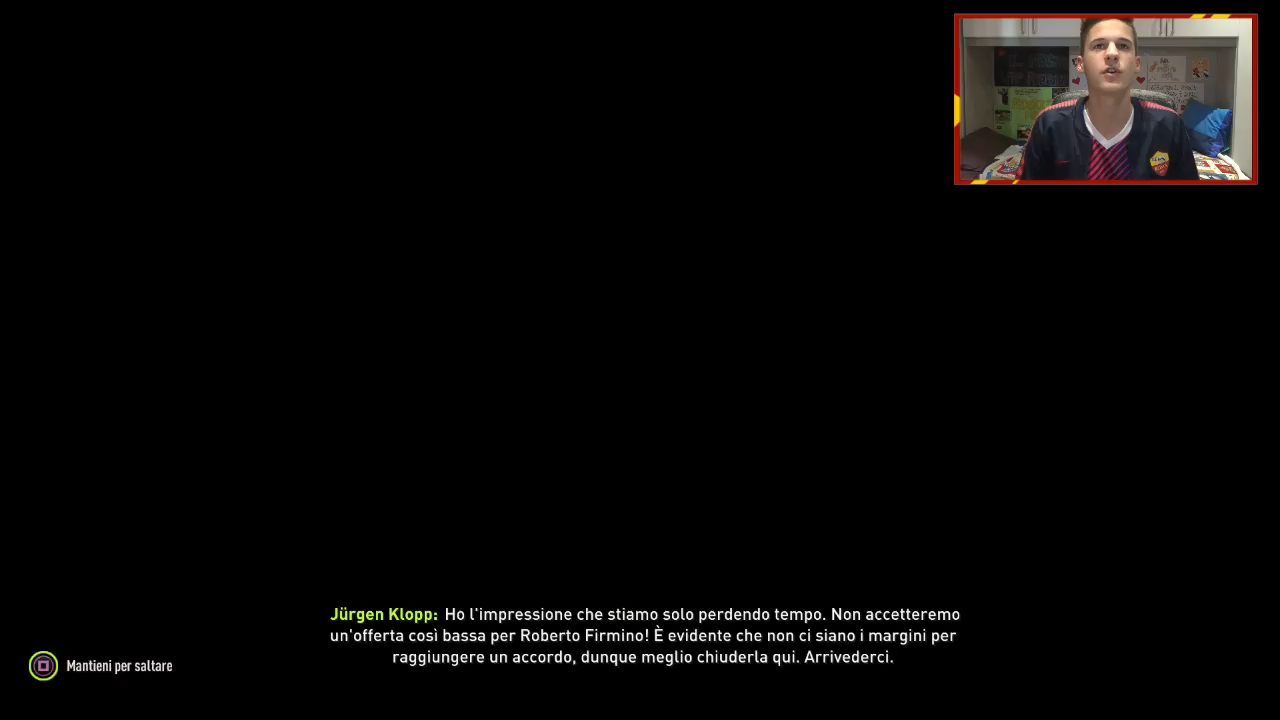 Jürgen Klopp: Ho l'impressione che stiamo solo perdendo tempo. Non accetteremo
un'offerta così bassa per Roberto Firmino! È evidente che non ci siano i margini per
raggiungere un accordo, dunque meglio chiuderla qui. Arrivederci.
Mantieni per saltare